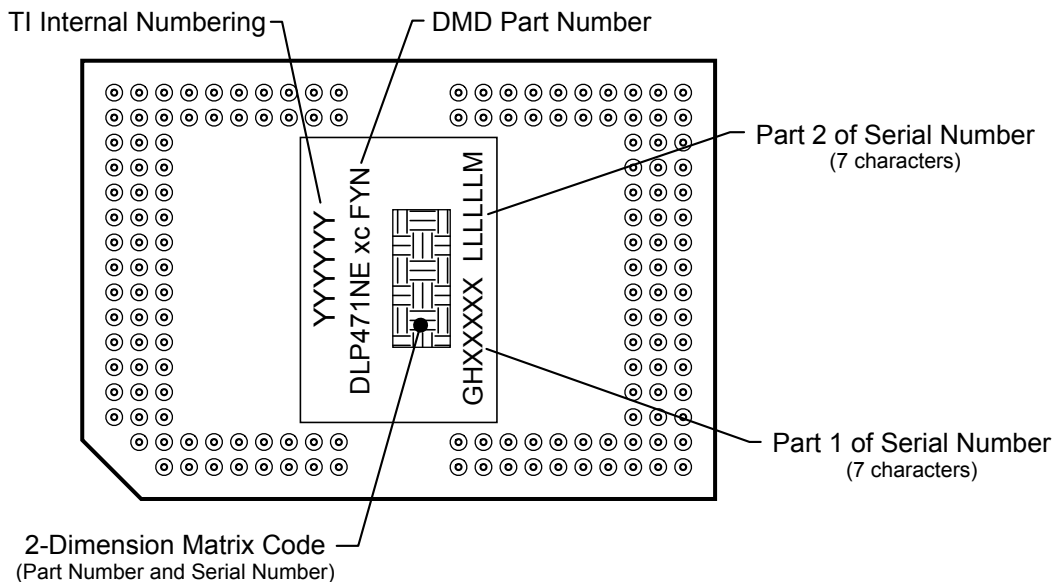 TI Internal Numbering
DMD Part Number
Part 2 of Serial Number
(7 characters)
YYYYYYY
DLP471NE xc FYN
GHXXXXX LLLLLLM
Part 1 of Serial Number
(7 characters)
2-Dimension Matrix Code
(Part Number and Serial Number)